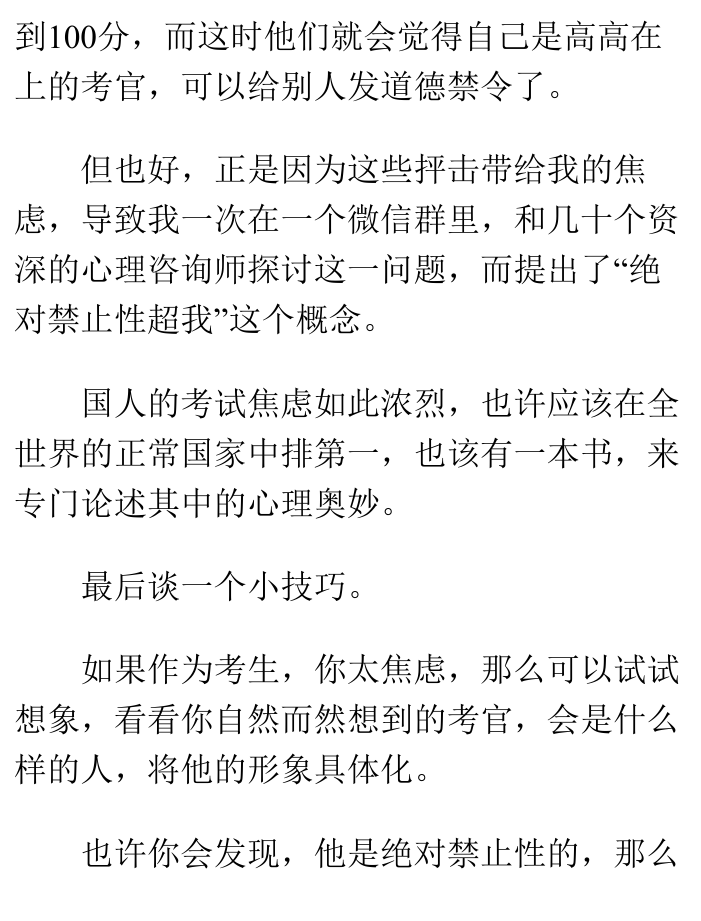 到100分，而这时他们就会觉得自己是高高在
上的考官，可以给别人发道德禁令了。
但也好，正是因为这些抨击带给我的焦
虑，导致我一次在一个微信群里，和几十个资
深的心理咨询师探讨这一问题，而提出了“绝
对禁止性超我”这个概念。
国人的考试焦虑如此浓烈，也许应该在全
世界的正常国家中排第一，也该有一本书，来
专门论述其中的心理奥妙。
最后谈一个小技巧。
如果作为考生，你太焦虑，那么可以试试
想象，看看你自然而然想到的考官，会是什么
样的人，将他的形象具体化。
也许你会发现，他是绝对禁止性的，那么